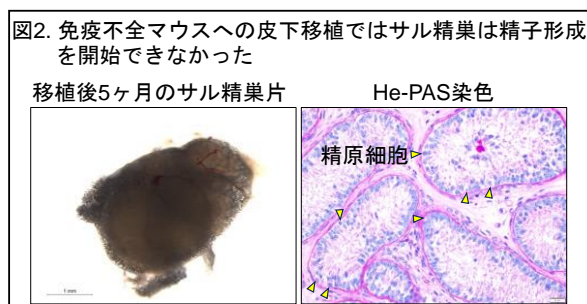 図2. 免疫不全マウスへの皮下移植ではサル精巣は精子形成
を開始できなかった
移植後5ヶ月のサル精巣片
He-PAS染色
精原細胞
1 mm